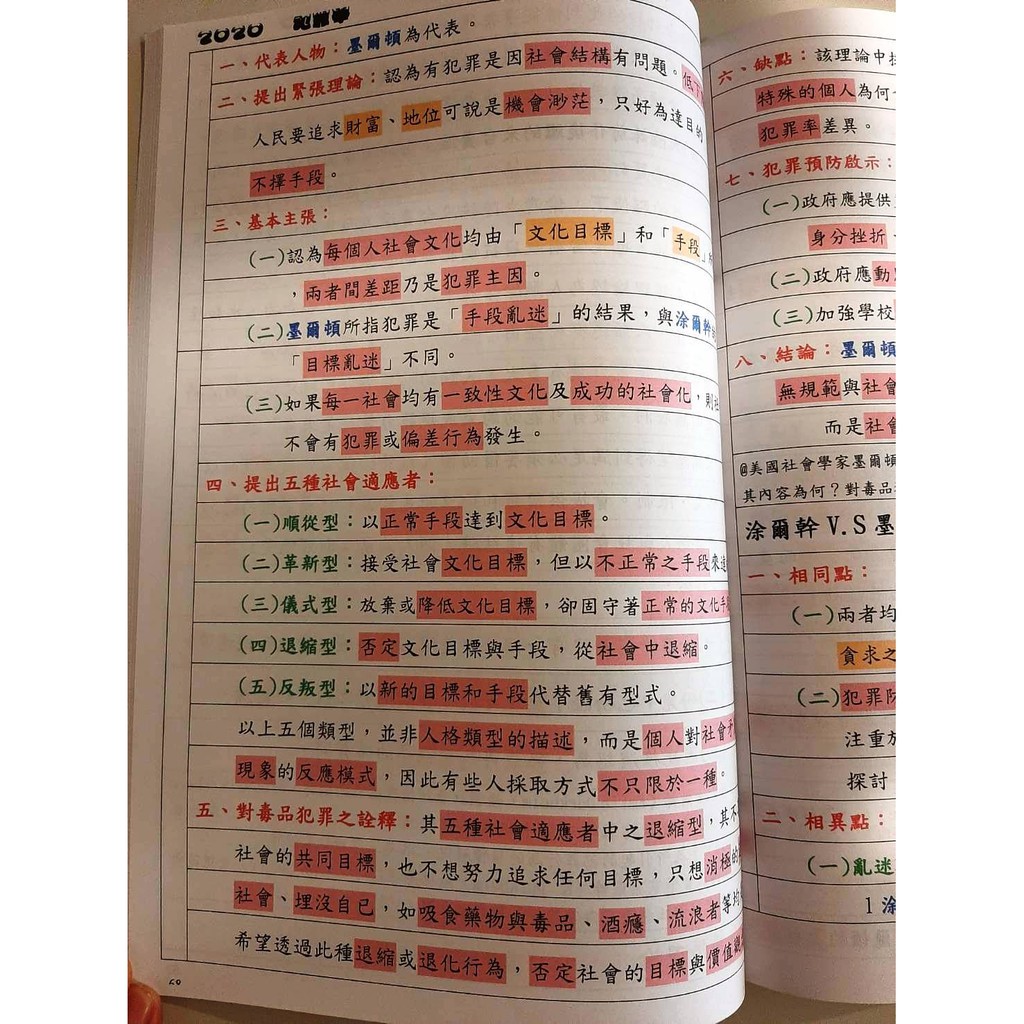 2020
一、代表人物：墨爾頓為代表。
二、提出緊張理論：認為有犯罪是因社會結構有問題。低下
人民要追求財富、地位可說是機會渺茫，只好為達目的
不擇手段。
三、基本主張：
(一)認為每個人社會文化均由「文化目標」和「手段」
，兩者間差距乃是犯罪主因。
(二)墨爾頓所指犯罪是「手段亂迷」的結果，與涂爾幹
「目標亂迷」不同。
(三)如果每一社會均有一致性文化及成功的社會化，則
不會有犯罪或偏差行為發生。
四、提出五種社會適應者：
(一)順從型：以正常手段達到文化目標。
(二)革新型：接受社會文化目標，但以不正常之手段來
(三)儀式型：放棄或降低文化目標，卻固守著正常的文化手
(四)退縮型：否定文化目標與手段，從社會中退縮。
(五)反叛型：以新的目標和手段代替舊有型式。
以上五個類型，並非人格類型的描述，而是個人對社會
現象的反應模式，因此有些人採取方式不只限於一種。
五、對毒品犯罪之詮釋：其五種社會適應者中之退縮型，其不
社會的共同目標，也不想努力追求任何目標，只想消極的
社會、埋沒自己，如吸食藥物與毒品、酒癮、流浪者等均
希望透過此種退縮或退化行為，否定社會的目標與價值觀
六、缺點：該理論中
特殊的個人為何
犯罪率差異。
七、犯罪預防啟示：
(一)政府應提供
身分挫折
(二)政府應動
(三)加強學校
八、結論：墨爾頓
無規範與社會
而是社會
@美國社會學家墨爾頓
其內容為何？對毒品
涂爾幹V.S墨
一、相同點：
(一)兩者均
貪求之
(二)犯罪防
注重於
探討
二、相異點：
(一)亂迷
1涂